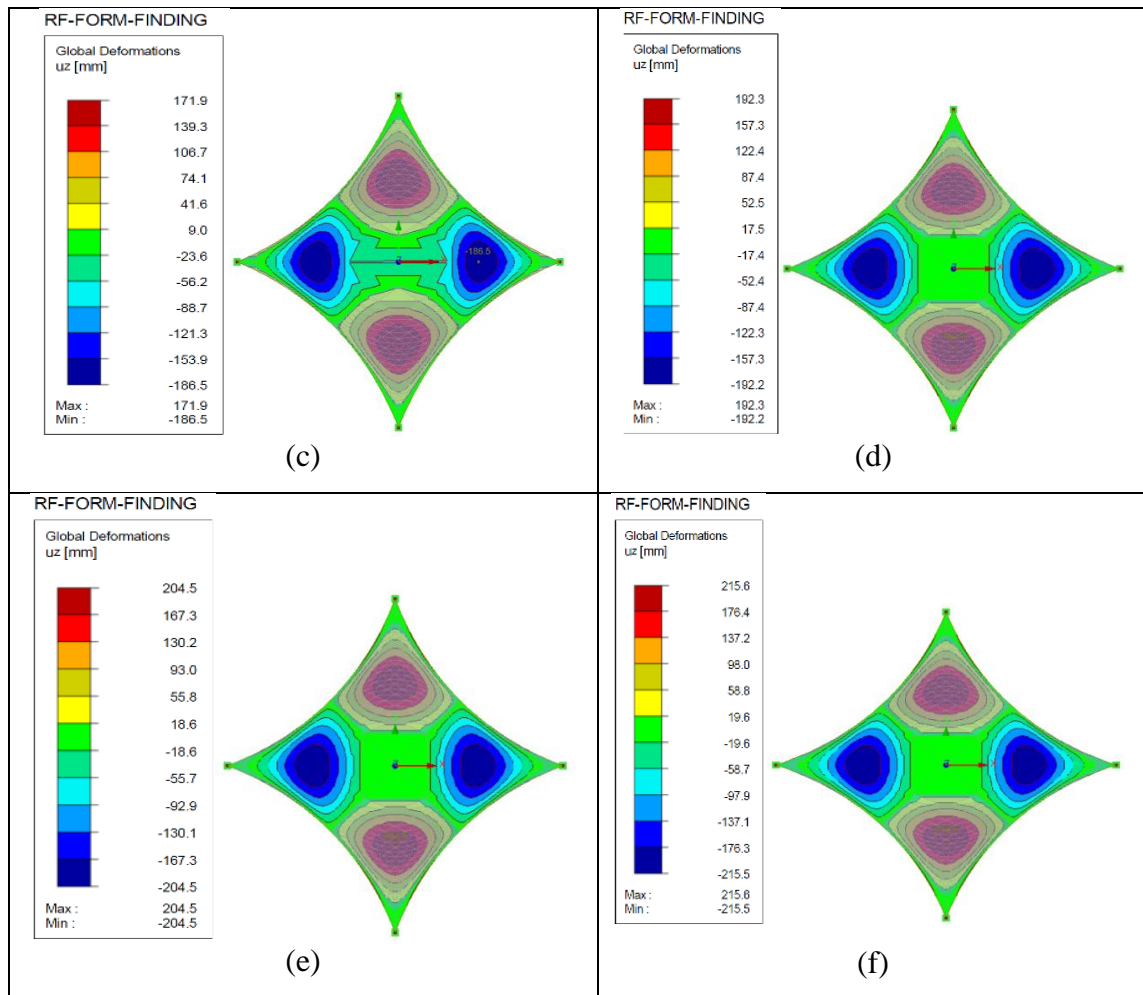 RF-FORM-FINDING
Global Deformations
uz [mm]
171.9
139.3
106.7
74.1
41.6
9.0
-23.6
-56.2
-88.7
-121.3
-153.9
-186.5
Max : 171.9
Min : -186.5
-186.5
X
(c)
RF-FORM-FINDING
Global Deformations
uz [mm]
192.3
157.3
122.4
87.4
52.5
17.5
-17.4
-52.4
-87.4
-122.3
-157.3
-192.2
Max : 192.3
Min : -192.2
X
(d)
RF-FORM-FINDING
Global Deformations
uz [mm]
204.5
167.3
130.2
93.0
55.8
18.6
-18.6
-55.7
-92.9
-130.1
-167.3
-204.5
Max : 204.5
Min : -204.5
X
(e)
RF-FORM-FINDING
Global Deformations
uz [mm]
215.6
176.4
137.2
98.0
58.8
19.6
-19.6
-58.7
-97.9
-137.1
-176.3
-215.5
Max : 215.6
Min : -215.5
X
(f)